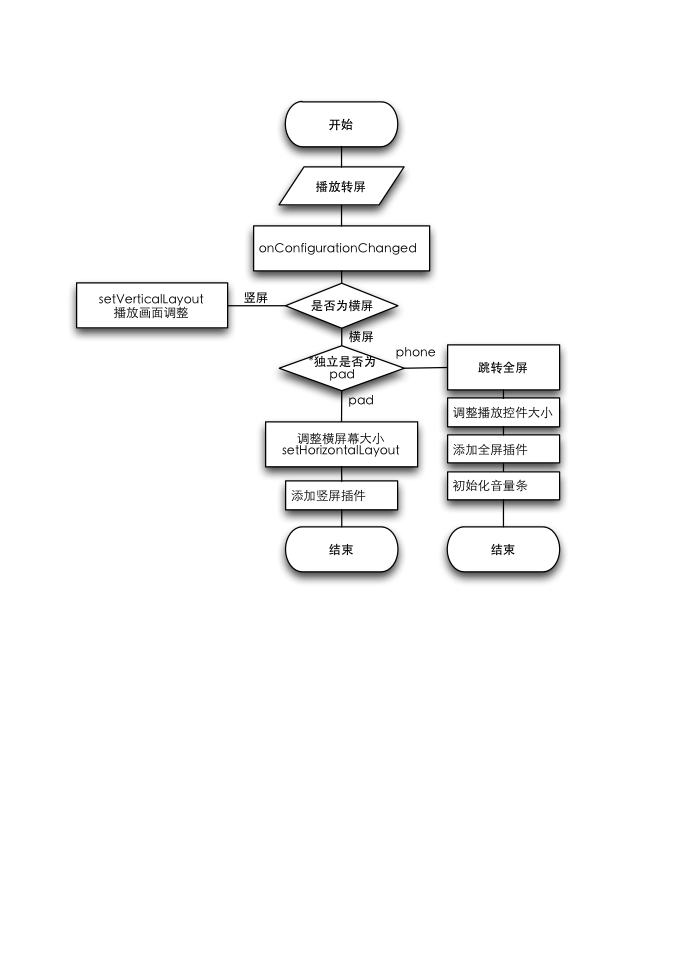 开始
播放转屏
onConfigurationChanged
setVerticalLayout
播放画面调整
竖屏
是否为横屏
横屏
*独立是否为
pad
phone
跳转全屏
pad
调整播放控件大小
调整横屏幕大小
setHorizontalLayout
添加全屏插件
添加竖屏插件
初始化音量条
结束
结束